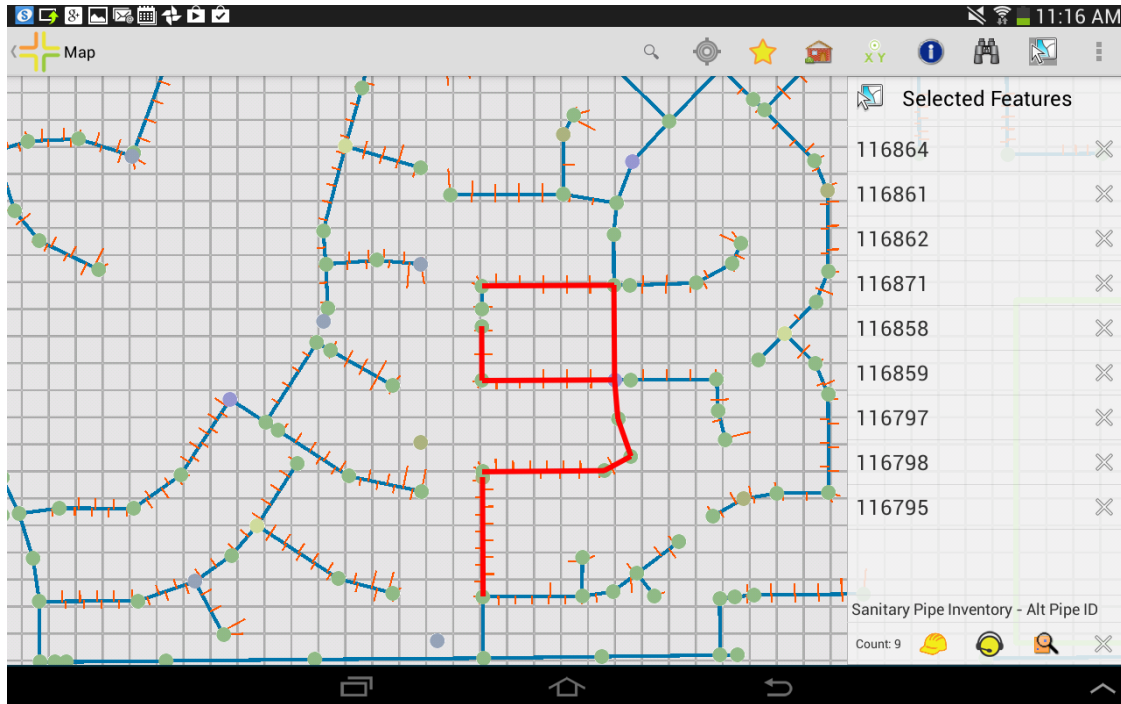 11:16 AM
Map
X Y
Selected Features
116864
116861
116862
116871
116858
116859
116797
116798
116795
Sanitary Pipe Inventory - Alt Pipe ID
Count: 9